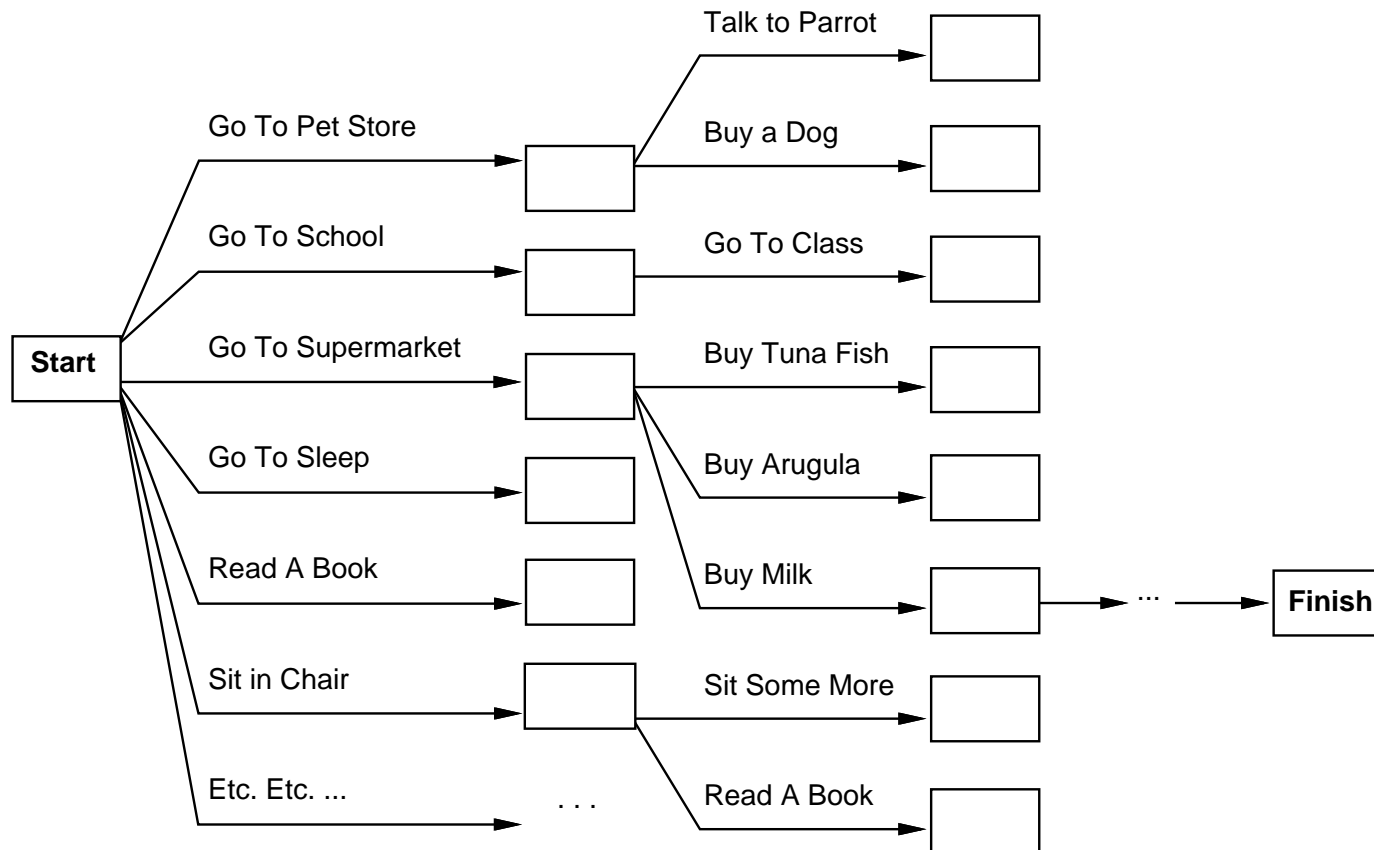 Talk to Parrot
Go To Pet Store
Buy a Dog
Go To School
Go To Class
Start
Go To Supermarket
Buy Tuna Fish
Go To Sleep
Buy Arugula
Read A Book
Buy Milk
...
Finish
Sit in Chair
Sit Some More
Etc. Etc. ...
. . .
Read A Book